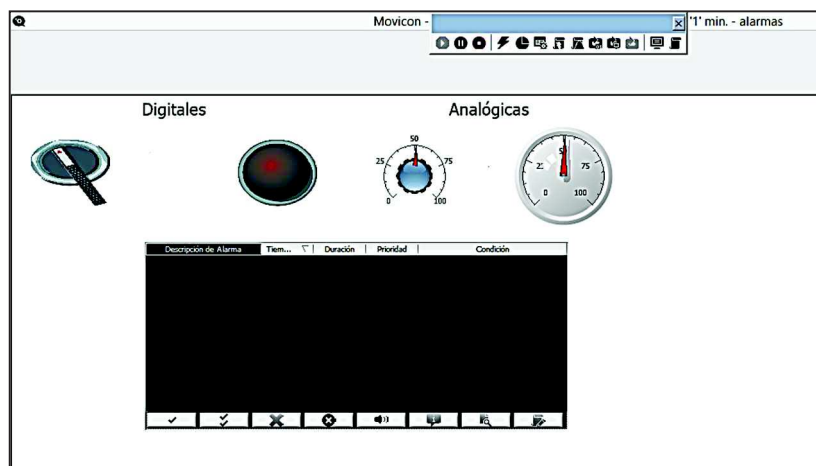 Movicon - '1' min. - alarmas
Digitales
Analógicas
0 25 50 75 100
0 50 75 100
Descripción de Alarma Tiem... Duración Prioridad Condición